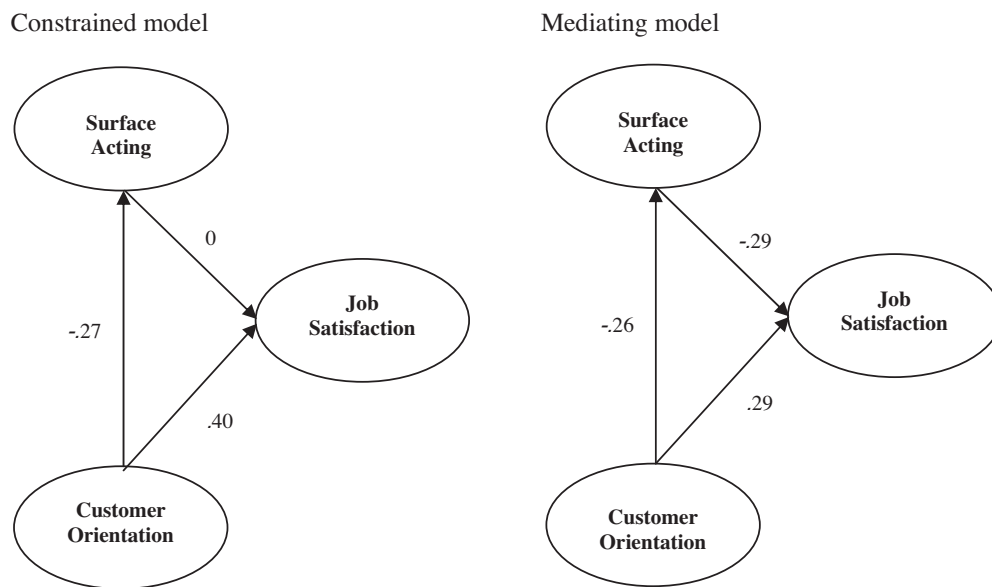 Constrained model
Surface
Acting
0
Job
Satisfaction
-.27
.40
Customer
Orientation
Mediating model
Surface
Acting
-.29
Job
Satisfaction
-.26
.29
Customer
Orientation